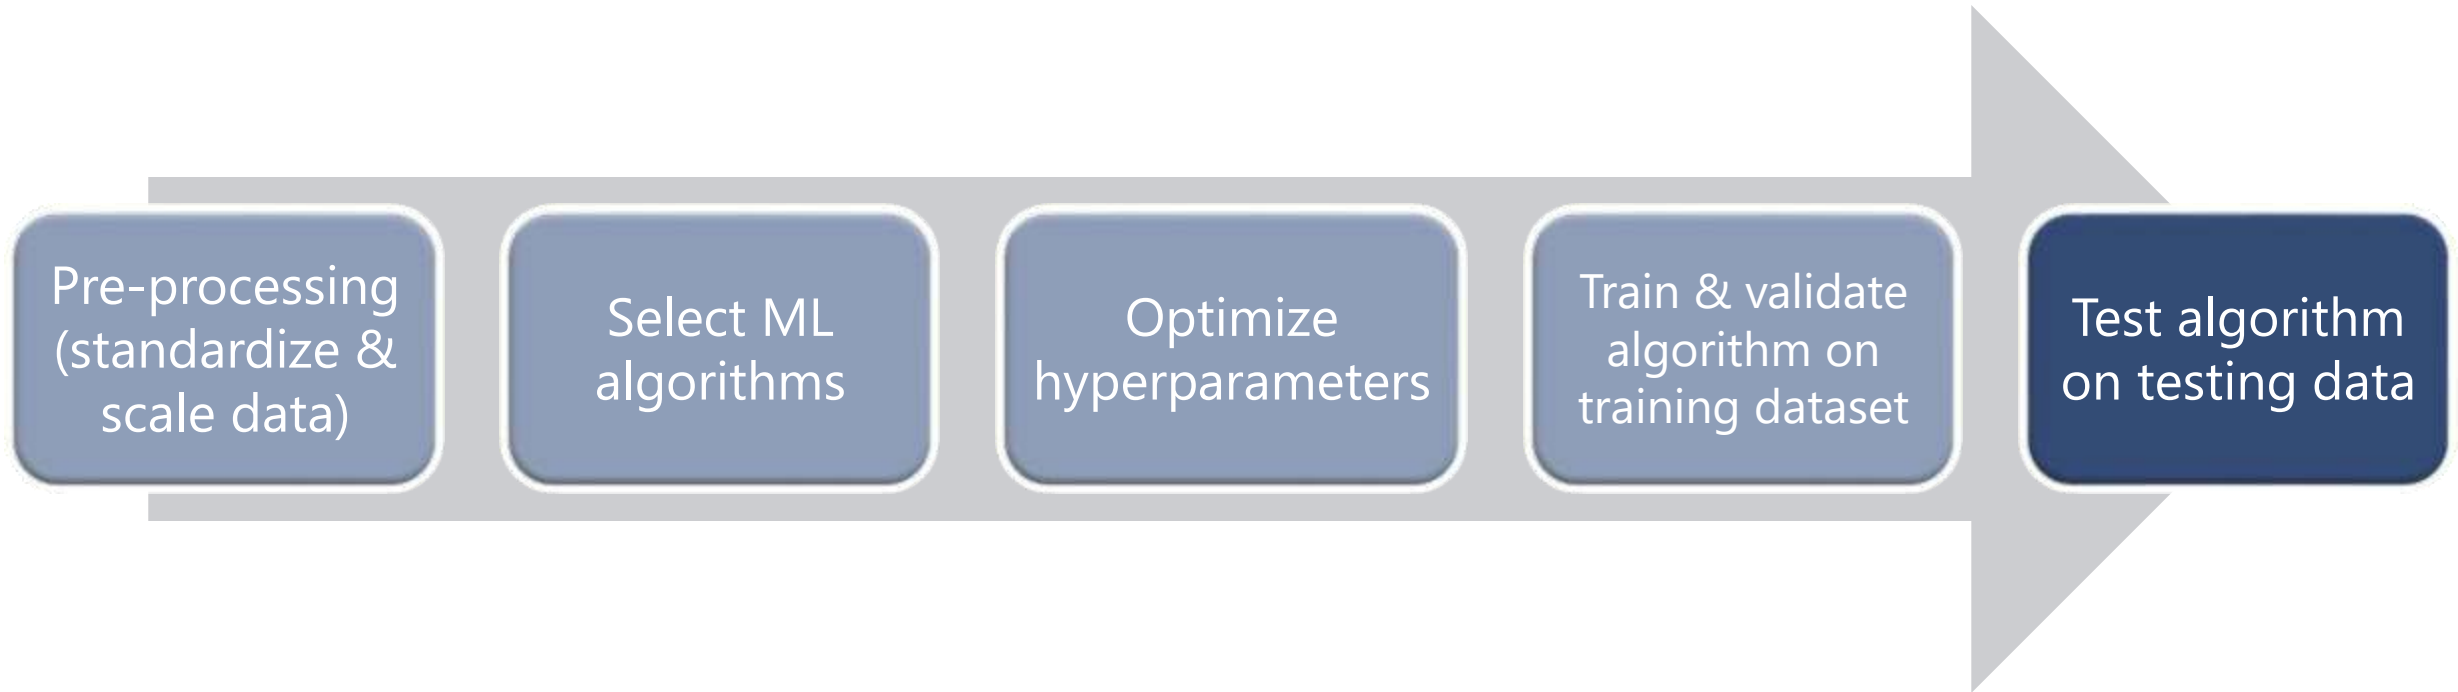 Pre-processing
(standardize &
scale data)
Select ML
algorithms
Optimize
hyperparameters
Train & validate
algorithm on
training dataset
Test algorithm
on testing data